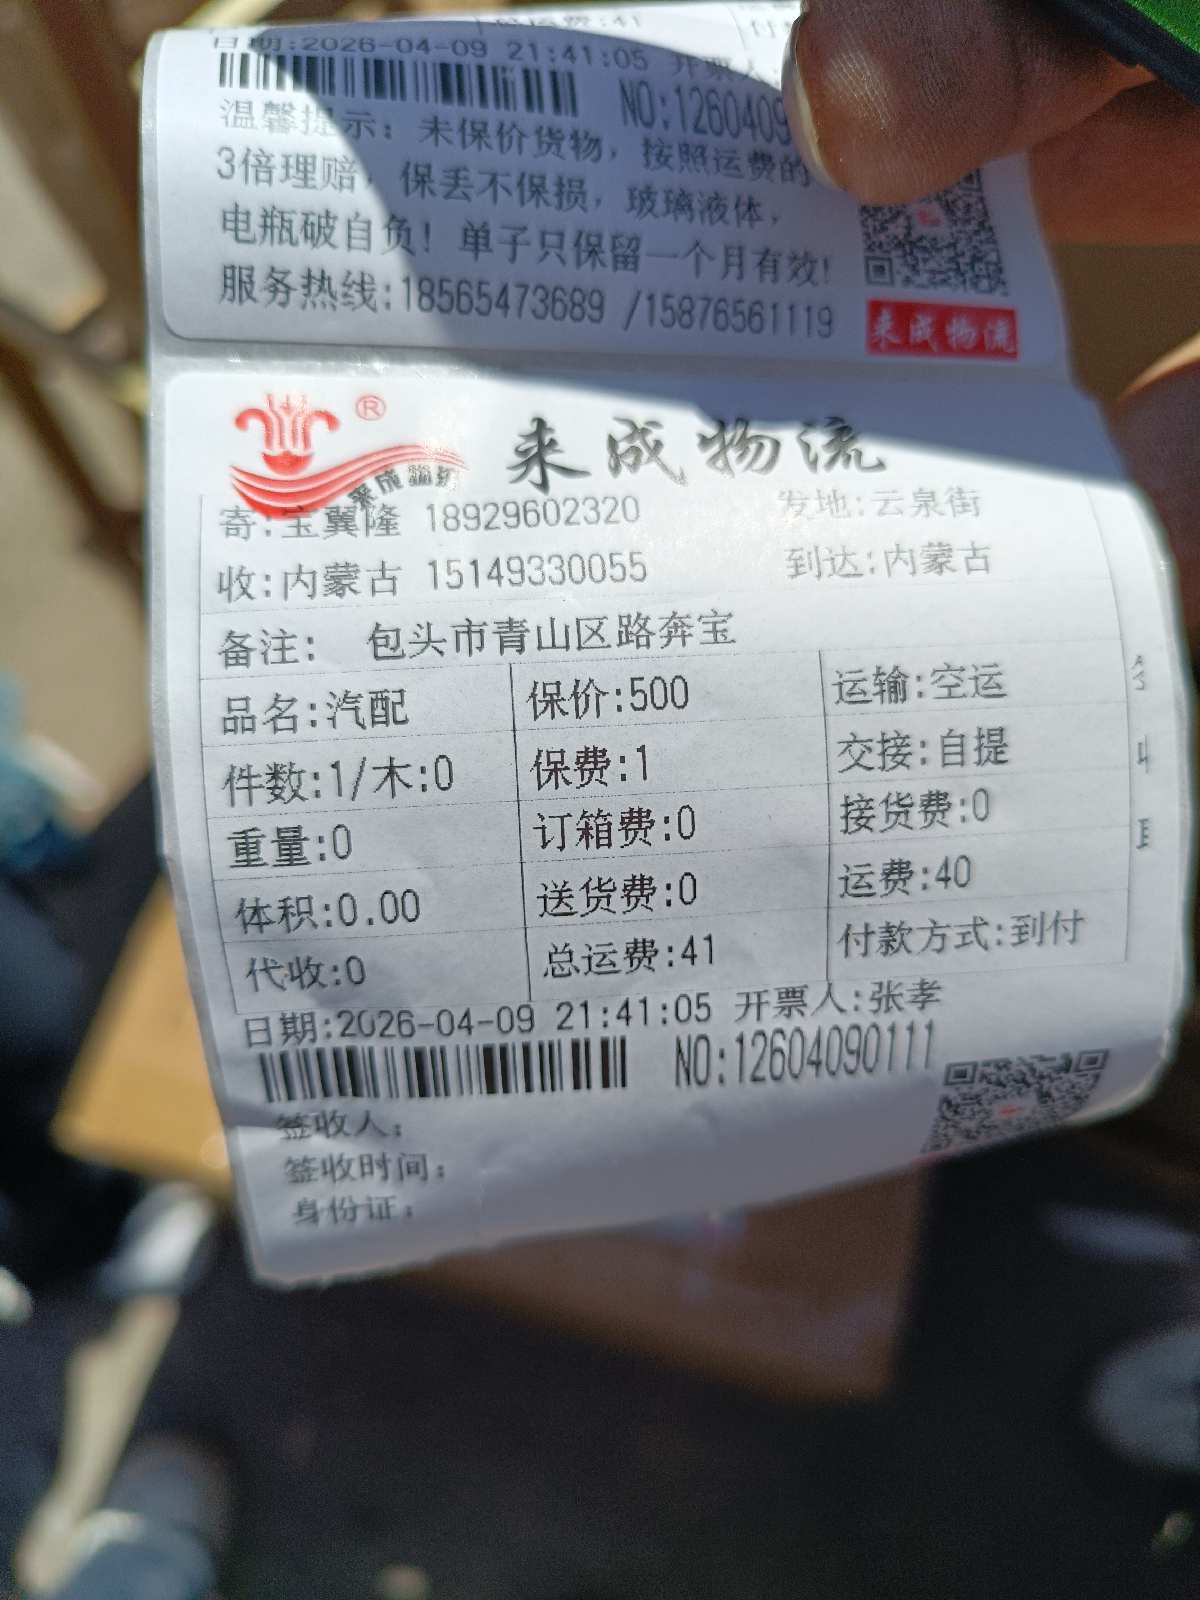 日期:2026-04-09 21:41:05 开票人:
NO:12604090
温馨提示：未保价货物，按照运费的
3倍理赔，保丢不保损，玻璃液体，
电瓶破自负！单子只保留一个月有效！
服务热线:18565473689 /15876561119
来成物流
® 来成物流
来成物流
寄:宝翼隆 18929602320 发地:云泉街
收:内蒙古 15149330055 到达:内蒙古
备注: 包头市青山区路奔宝
品名:汽配 保价:500 运输:空运
件数:1/木:0 保费:1 交接:自提
重量:0 订箱费:0 接货费:0
体积:0.00 送货费:0 运费:40
代收:0 总运费:41 付款方式:到付
日期:2026-04-09 21:41:05 开票人:张孝
NO:12604090111
签收人:
签收时间:
身份证: